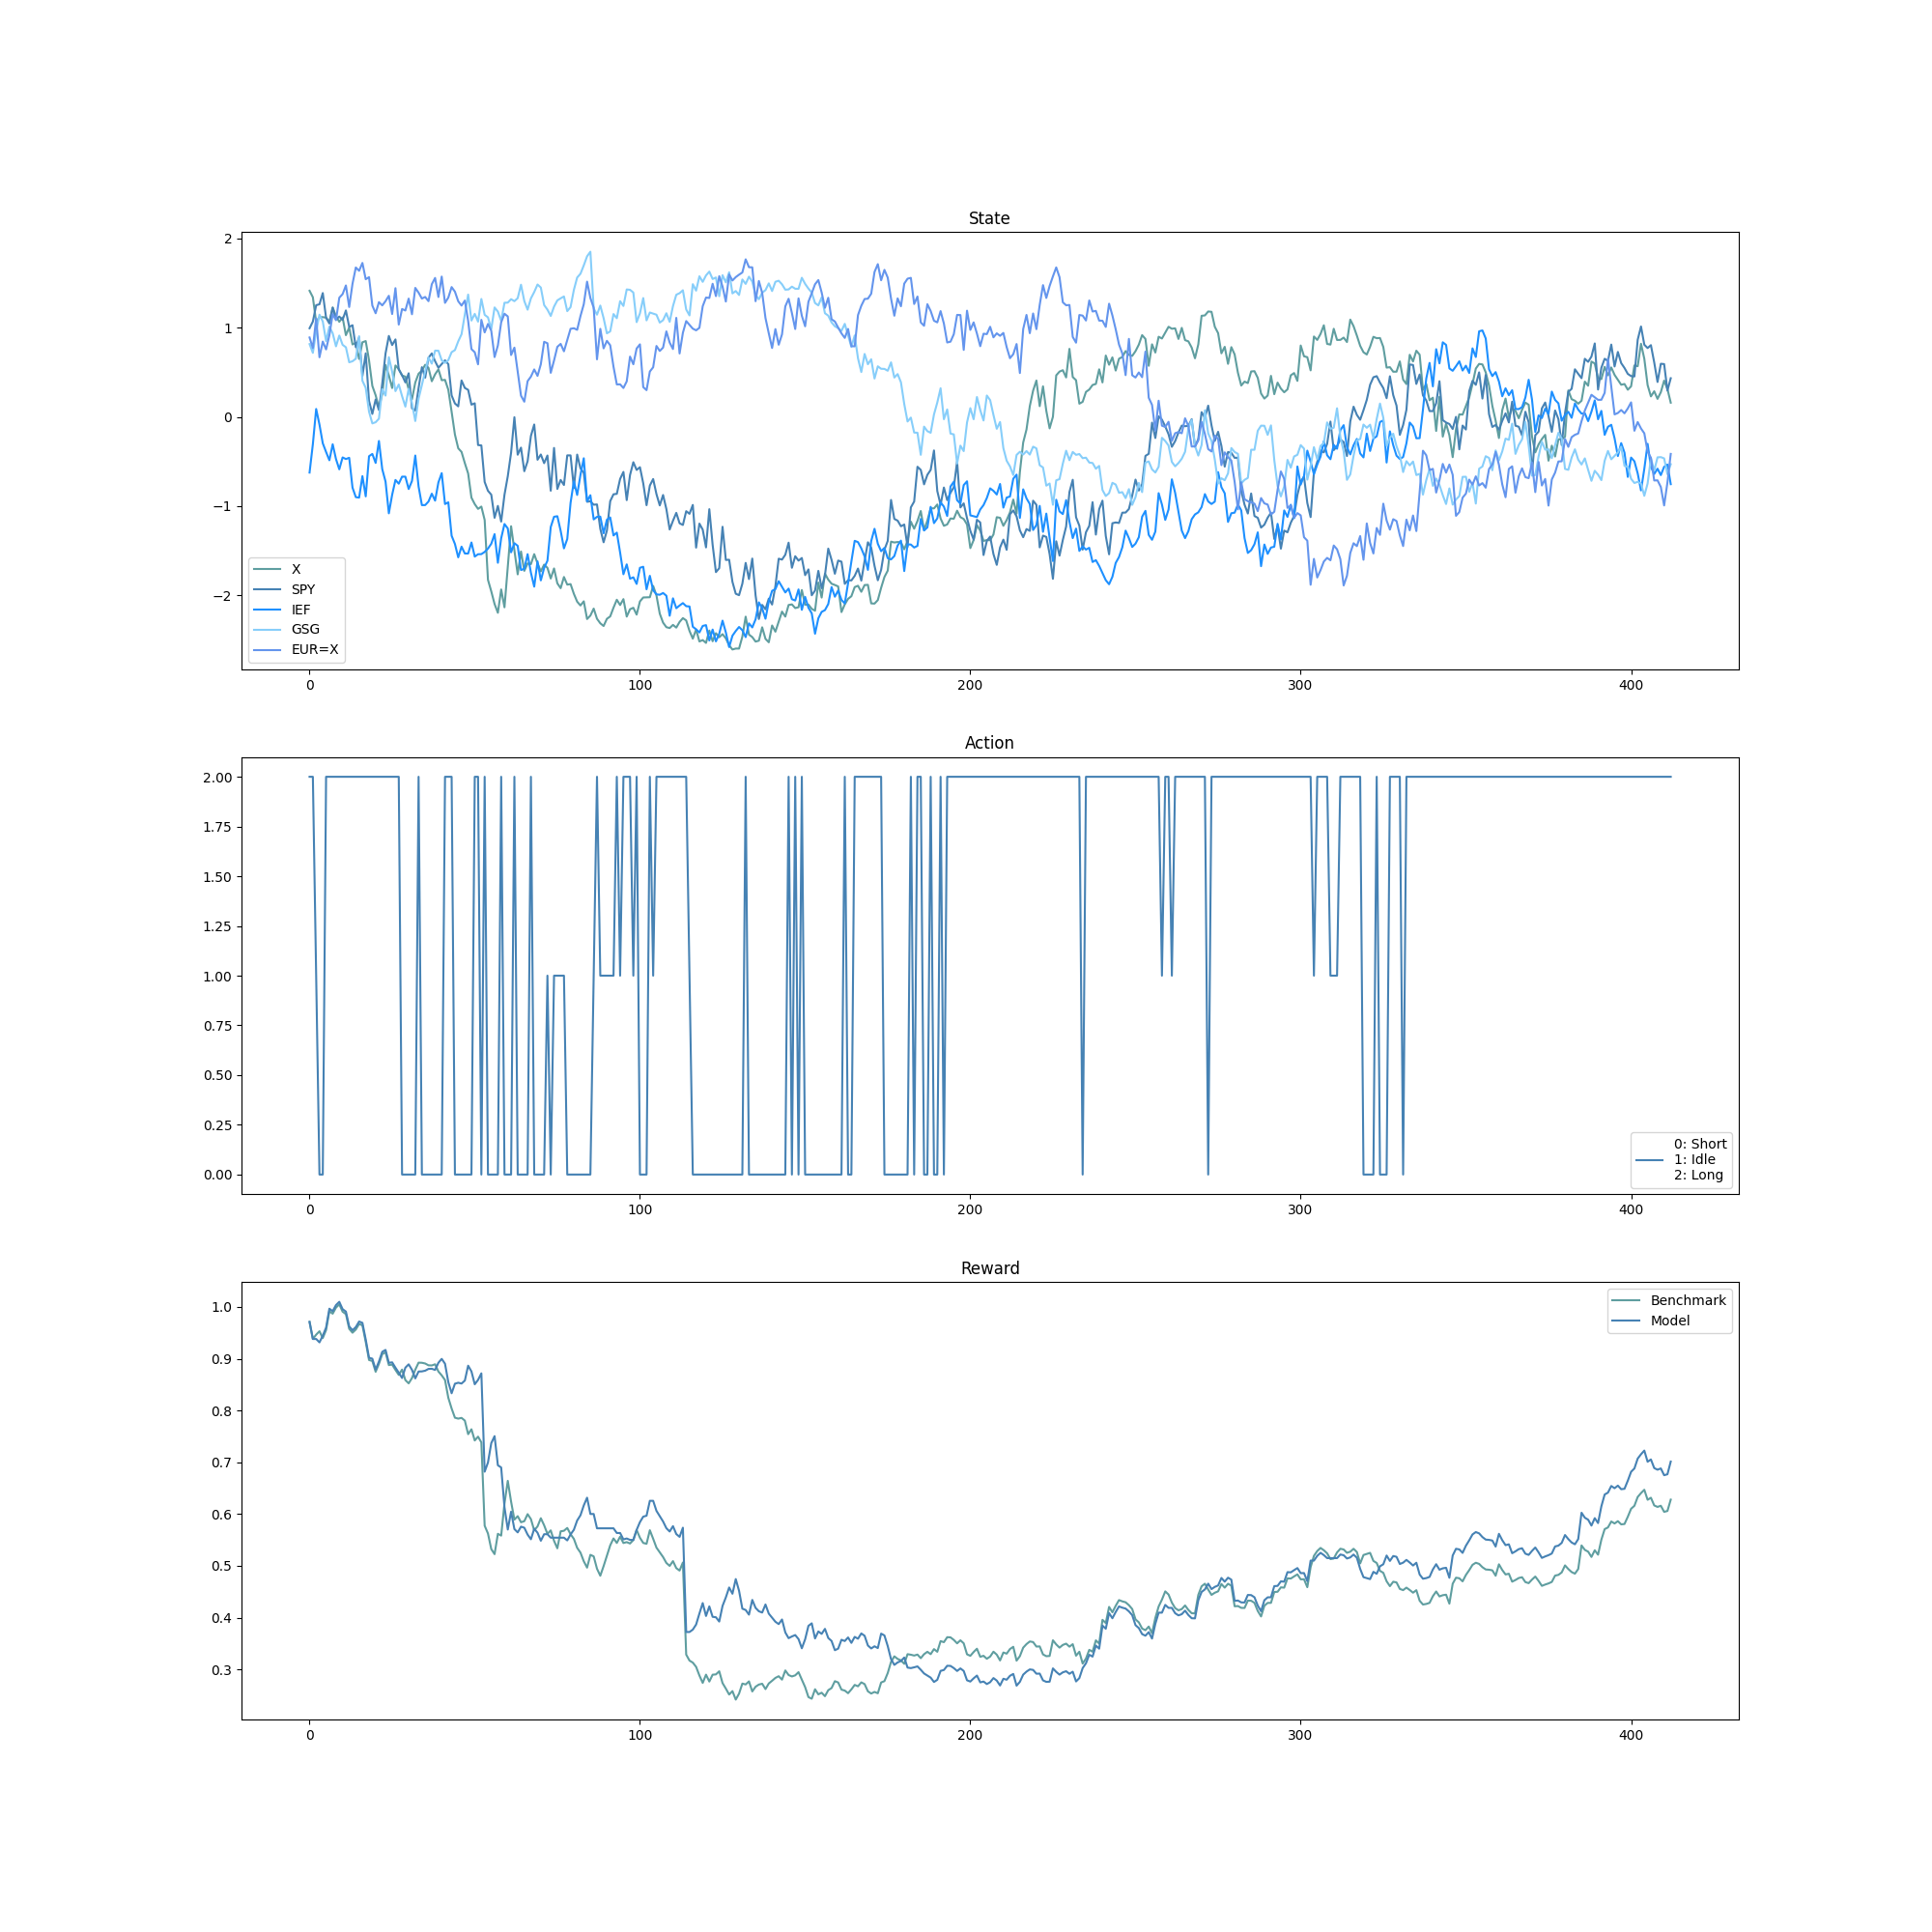 State
2
1
0
−1
−2
X
SPY
IEF
GSG
EUR=X
0 100 200 300 400
Action
2.00
1.75
1.50
1.25
1.00
0.75
0.50
0.25
0.00
0: Short
1: Idle
2: Long
0 100 200 300 400
Reward
1.0
0.9
0.8
0.7
0.6
0.5
0.4
0.3
Benchmark
Model
0 100 200 300 400